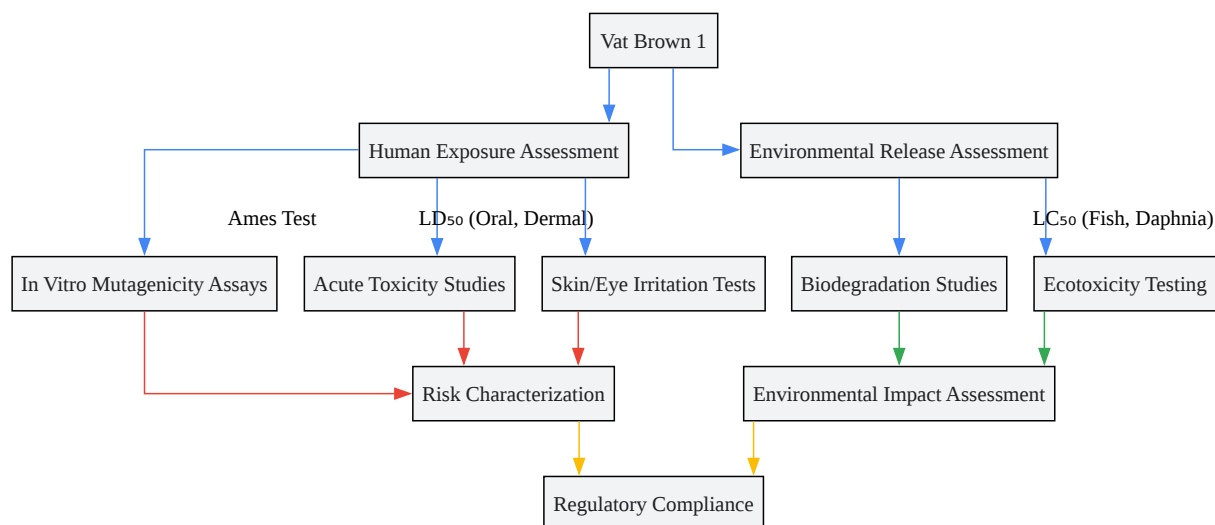 Vat Brown 1
Human Exposure Assessment
Environmental Release Assessment
Ames Test
LD₅₀ (Oral, Dermal)
LC₅₀ (Fish, Daphnia)
In Vitro Mutagenicity Assays
Acute Toxicity Studies
Skin/Eye Irritation Tests
Biodegradation Studies
Ecotoxicity Testing
Risk Characterization
Environmental Impact Assessment
Regulatory Compliance